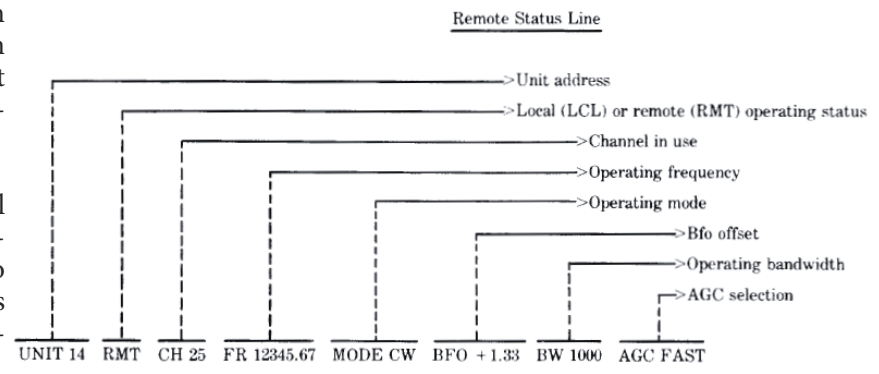 Remote Status Line
>Unit address
>Local (LCL) or remote (RMT) operating status
>Channel in use
>Operating frequency
>Operating mode
>Bfo offset
>Operating bandwidth
>AGC selection
UNIT 14 RMT CH 25 FR 12345.67 MODE CW BFO +1.33 BW 1000 AGC FAST